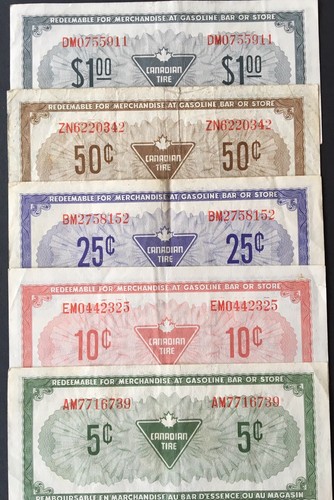 REDEEMABLE FOR MERCHANDISE AT GASOLINE BAR OR STORE
DM0755911 DM0755911
$1.00 CANADIAN TIRE $1.00
REDEEMABLE FOR MERCHANDISE AT GASOLINE BAR OR STORE
ZN6220342 ZN6220342
50¢ CANADIAN TIRE 50¢
REDEEMABLE FOR MERCHANDISE AT GASOLINE BAR OR STORE
BM2758152 BM2758152
25¢ CANADIAN TIRE 25¢
REDEEMABLE FOR MERCHANDISE AT GASOLINE BAR OR STORE
EM0442325 EM0442325
10¢ CANADIAN TIRE 10¢
REDEEMABLE FOR MERCHANDISE AT GASOLINE BAR OR STORE
AM7716739 AM7716739
5¢ CANADIAN TIRE 5¢
REMBOURSABLE EN MARCHANDISE AU BAR D'ESSENCE OU AU MAGASIN